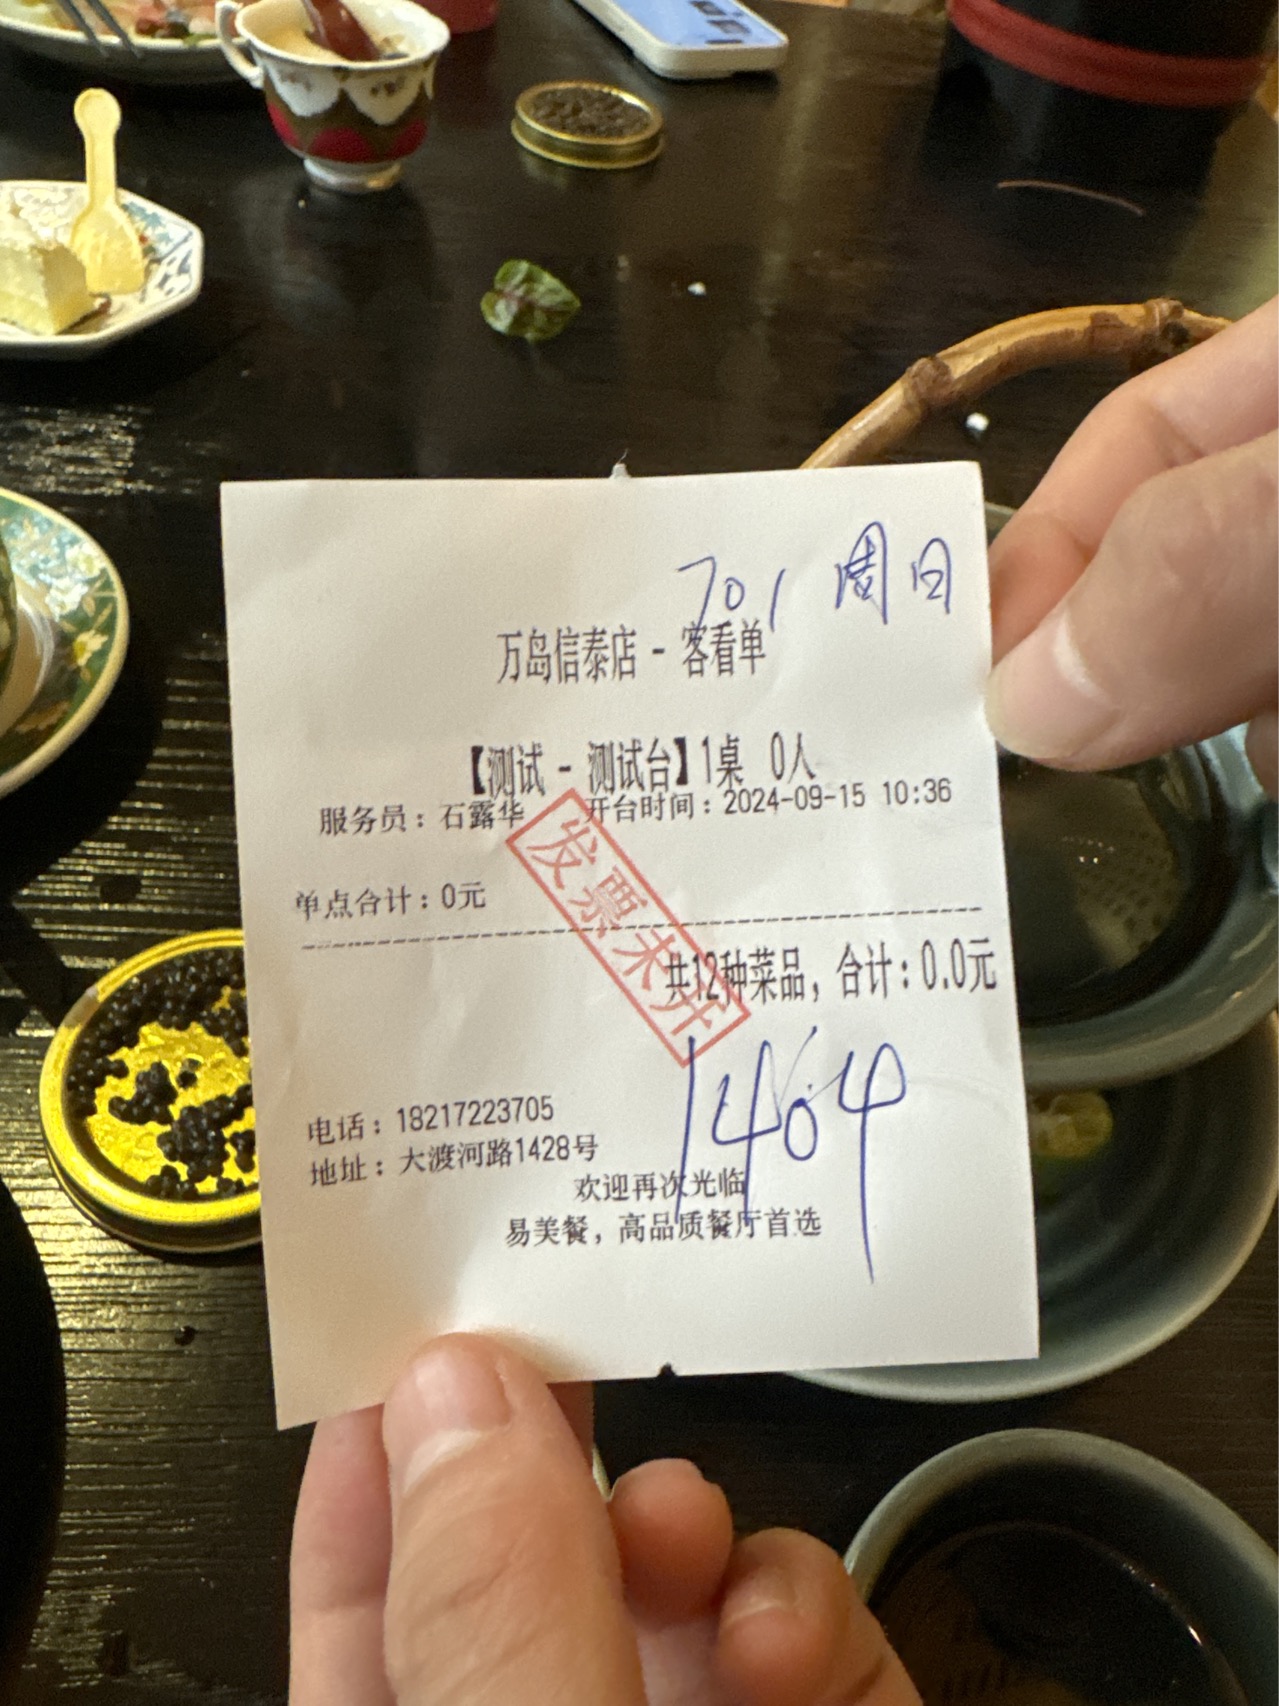 701 周日
万岛信泰店 - 客看单
【测试 - 测试台】1桌 0人
服务员：石露华 开台时间：2024-09-15 10:36
单点合计：0元
发票未开
共12种菜品，合计：0.0元
1404
电话：18217223705
地址：大渡河路1428号
欢迎再次光临
易美餐，高品质餐厅首选